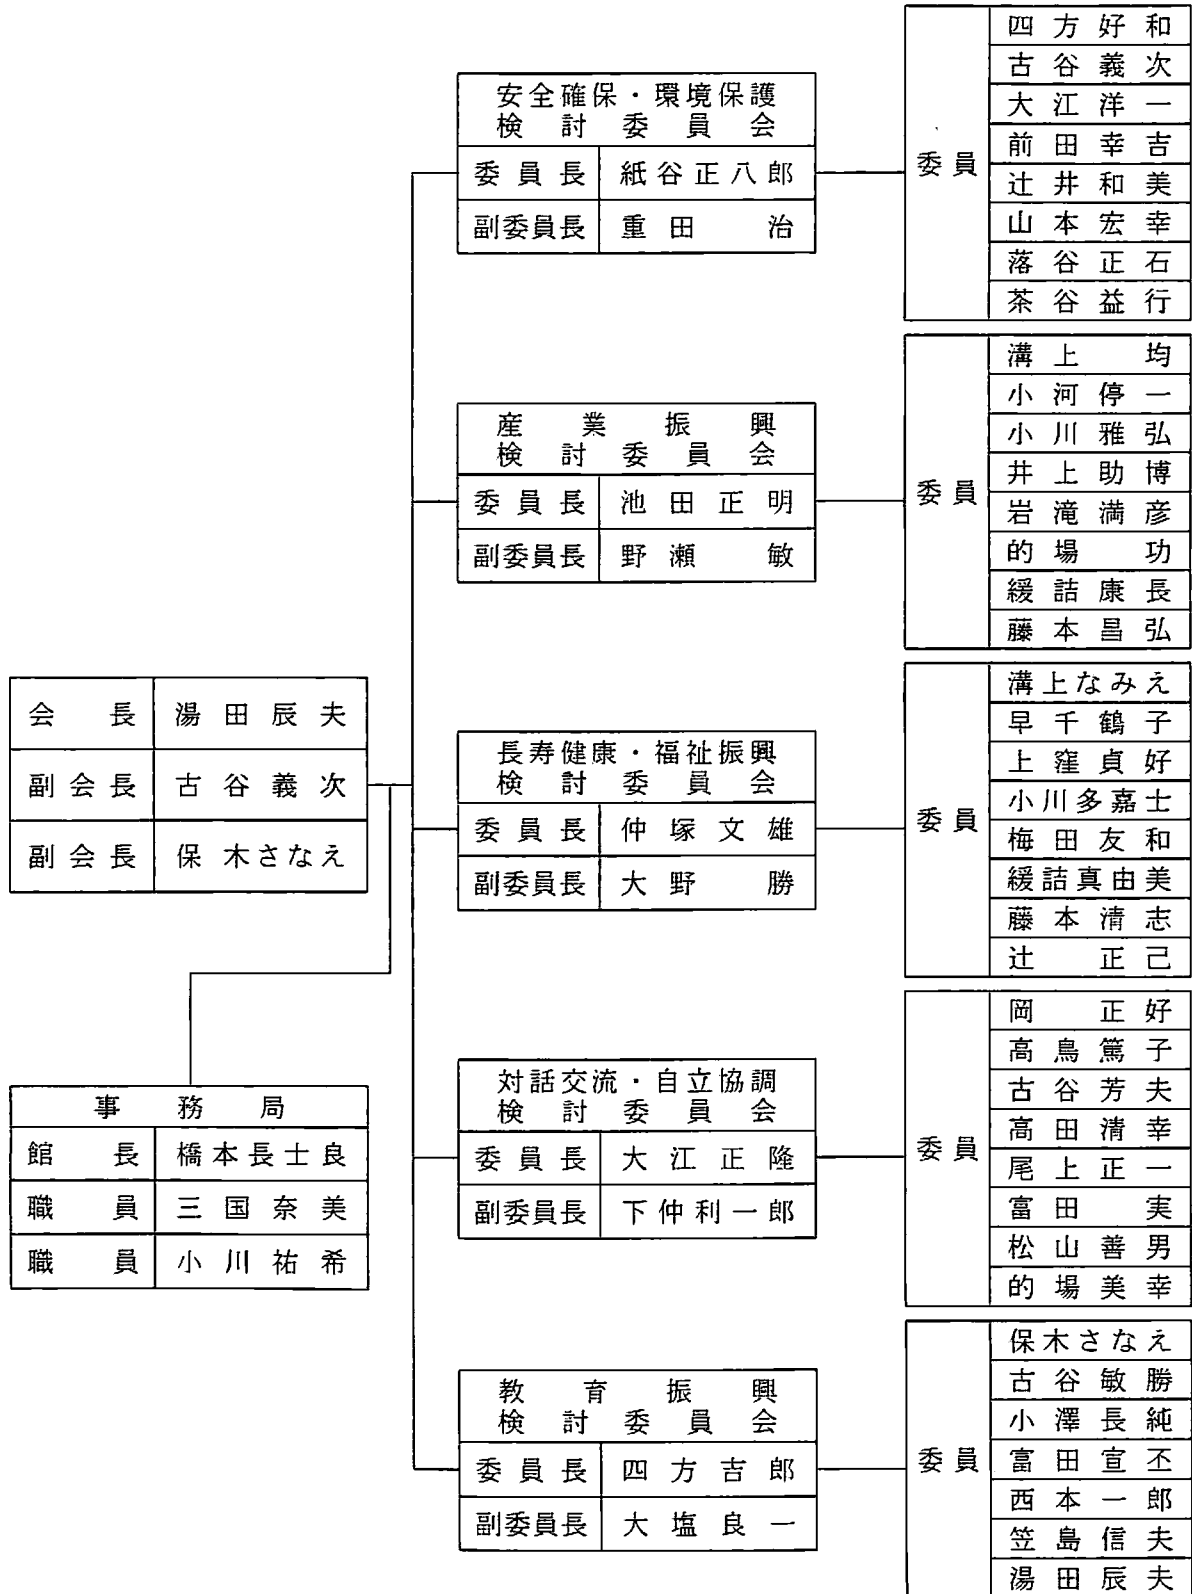 会長 湯田辰夫
副会長 古谷義次
副会長 保木さなえ
事務局
館長 橋本長士良
職員 三国奈美
職員 小川祐希
安全確保・環境保護
検討委員会
委員長 紙谷正八郎
副委員長 重田治
委員
四方好和
古谷義次
大江洋一
前田幸吉
辻井和美
山本宏幸
落谷正石
茶谷益行
産業振興
検討委員会
委員長 池田正明
副委員長 野瀬敏
委員
溝上均
小河停一
小川雅弘
井上助博
岩滝満彦
的場功
緩詰康長
藤本昌弘
長寿健康・福祉振興
検討委員会
委員長 仲塚文雄
副委員長 大野勝
委員
溝上なみえ
早千鶴子
上窪貞好
小川多嘉士
梅田友和
緩詰真由美
藤本清志
辻正己
対話交流・自立協調
検討委員会
委員長 大江正隆
副委員長 下仲利一郎
委員
岡正好
高鳥篤子
古谷芳夫
高田清幸
尾上正一
富田実
松山善男
的場美幸
教育振興
検討委員会
委員長 四方吉郎
副委員長 大塩良一
委員
保木さなえ
古谷敏勝
小澤長純
富田宣丕
西本一郎
笠島信夫
湯田辰夫